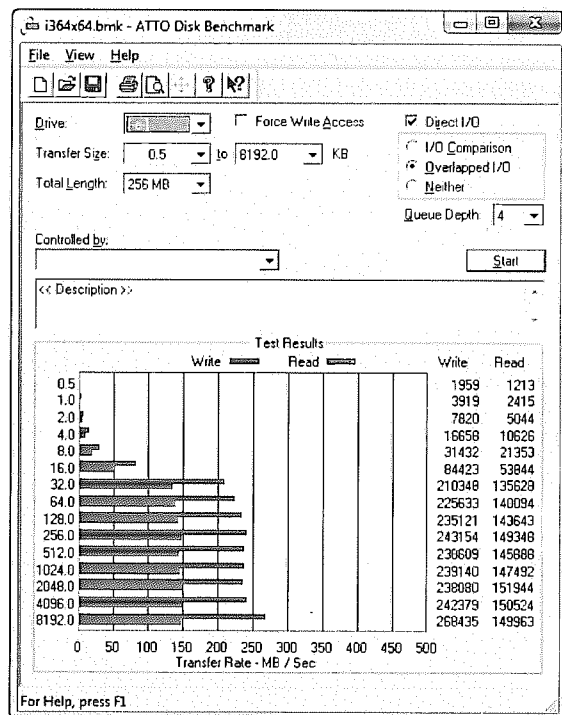 i364x64.bmk - ATTO Disk Benchmark
File View Help
Drive: Force Write Access Direct I/O
Transfer Size: 0.5 to 8192.0 KB I/O Comparison
Overlapped I/O
Total Length: 256 MB Neither
Queue Depth: 4
Controlled by:
Start
<< Description >>
Test Results
Write Read Write Read
0.5 1959 1213
1.0 3919 2415
2.0 7820 5044
4.0 16658 10626
8.0 31432 21353
16.0 84423 53844
32.0 210348 135628
64.0 225633 140094
128.0 235121 143643
256.0 243154 149348
512.0 238609 145888
1024.0 239140 147492
2048.0 238080 151944
4096.0 242379 150524
8192.0 268435 149963
0 50 100 150 200 250 300 350 400 450 500
Transfer Rate - MB / Sec
For Help, press F1